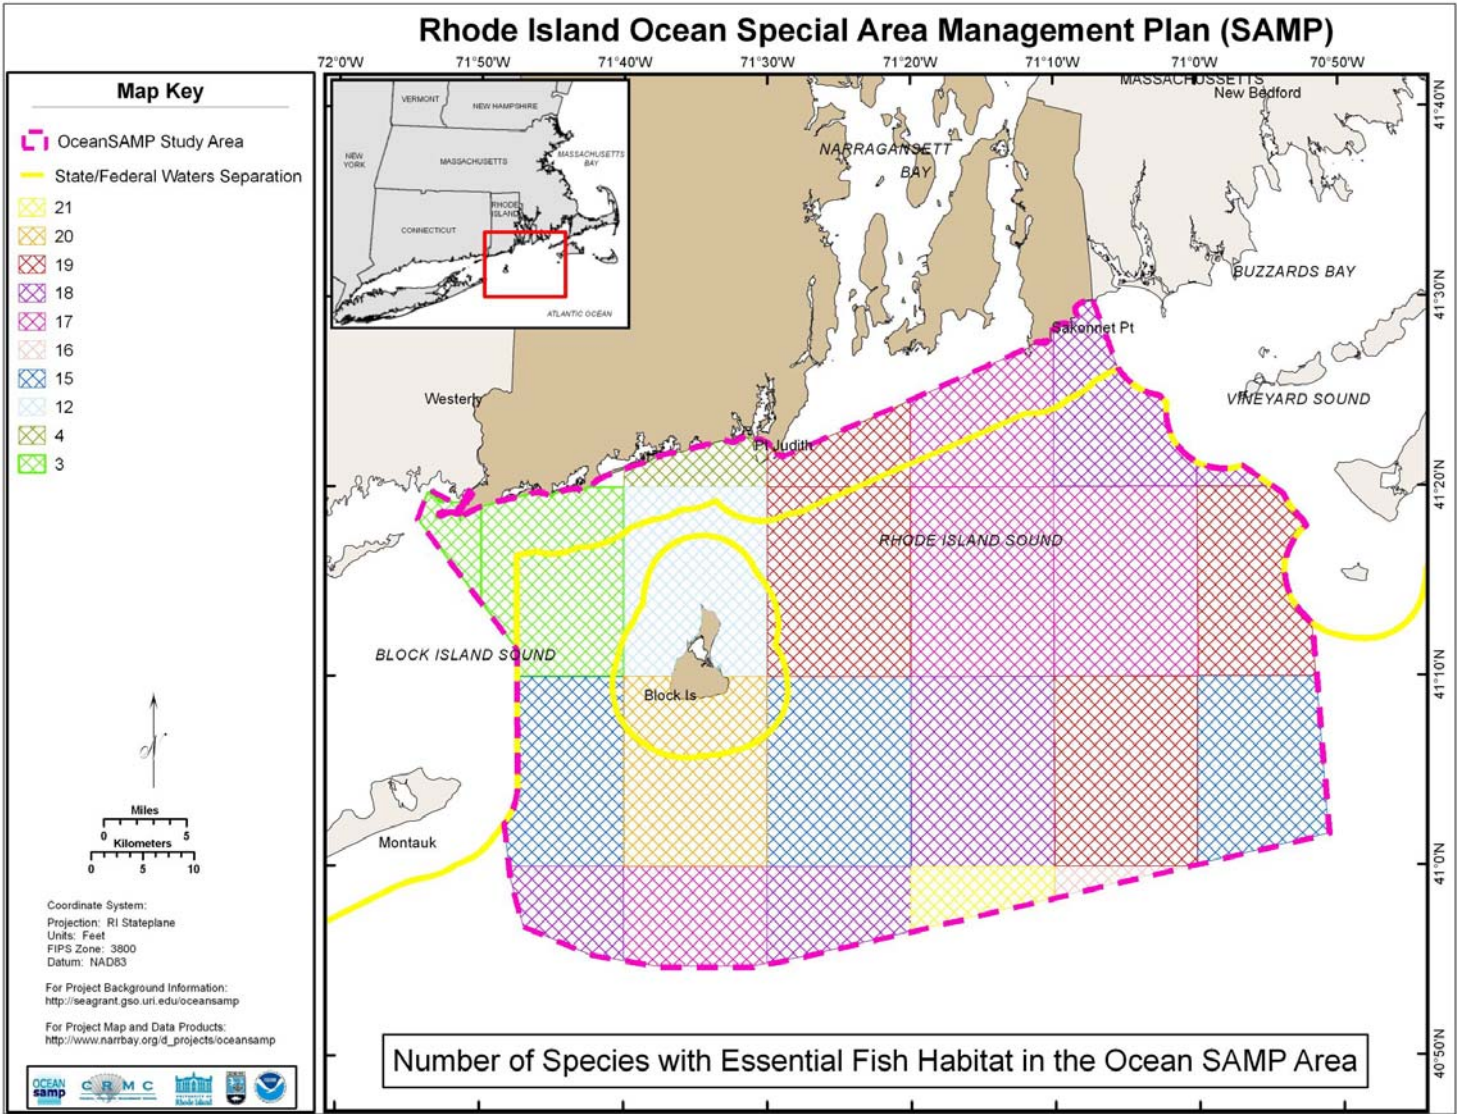 Rhode Island Ocean Special Area Management Plan (SAMP)
72°0'W
71°50'W
71°40'W
71°30'W
71°20'W
71°10'W
71°0'W
70°50'W
Map Key
OceanSAMP Study Area
State/Federal Waters Separation
21
20
19
18
17
16
15
12
4
3
VERMONT
NEW HAMPSHIRE
NEW
YORK
MASSACHUSETTS
MASSACHUSETTS
BAY
RHODE
ISLAND
CONNECTICUT
ATLANTIC OCEAN
MASSACHUSSETTS
New Bedford
NARRAGANSETT
BAY
BUZZARDS BAY
Sakonnet Pt
VINEYARD SOUND
Westerly
Pt Judith
RHODE ISLAND SOUND
BLOCK ISLAND SOUND
Block Is
Montauk
41°40'N
41°30'N
41°20'N
41°10'N
41°0'N
40°50'N
N
Miles
0 5
Kilometers
0 5 10
Coordinate System:
Projection: RI Stateplane
Units: Feet
FIPS Zone: 3800
Datum: NAD83
For Project Background Information:
http://seagrant.gso.uri.edu/oceansamp
For Project Map and Data Products:
http://www.narrbay.org/d_projects/oceansamp
OCEAN
samp
C R M C
Rhode Island
Number of Species with Essential Fish Habitat in the Ocean SAMP Area